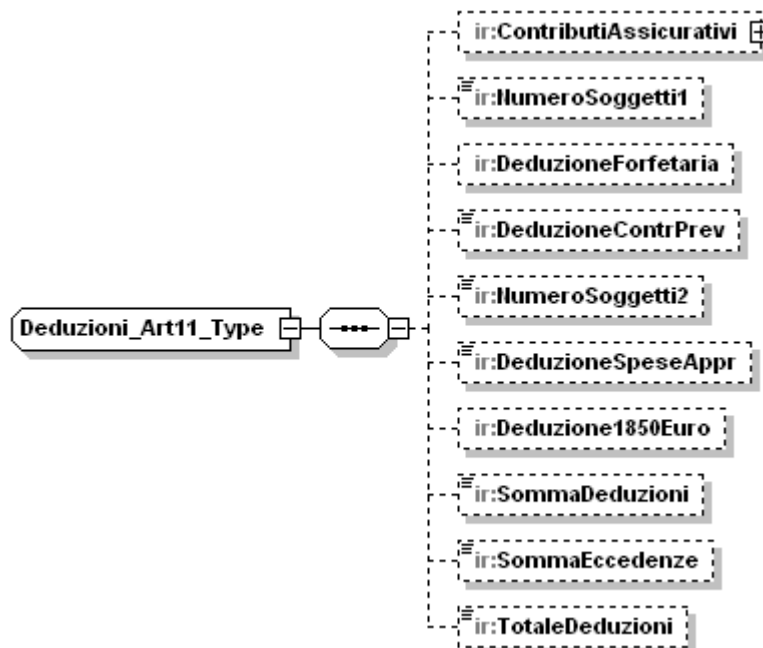 ir:ContributiAssicurativi
ir:NumeroSoggetti1
ir:DeduzioneForfetaria
ir:DeduzioneContrPrev
ir:NumeroSoggetti2
Deduzioni_Art11_Type
ir:DeduzioneSpeseAppr
ir:Deduzione1850Euro
ir:SommaDeduzioni
ir:SommaEccedenze
ir:TotaleDeduzioni